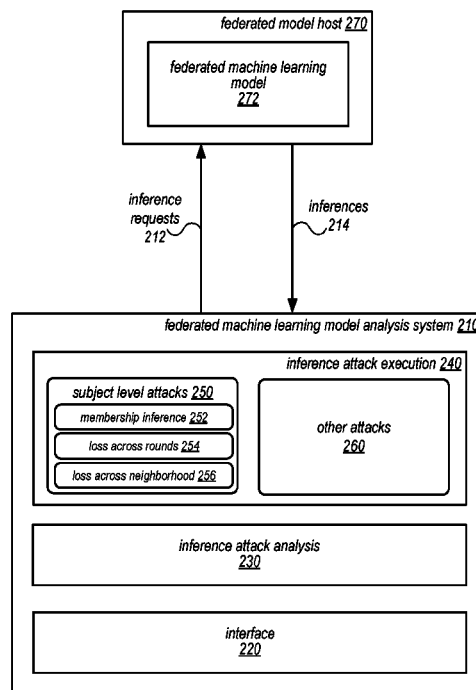 federated model host 270
federated machine learning
model
272
inference
requests
212
inferences
214
federated machine learning model analysis system 210
inference attack execution 240
subject level attacks 250
membership inference 252
loss across rounds 254
loss across neighborhood 256
other attacks
260
inference attack analysis
230
interface
220